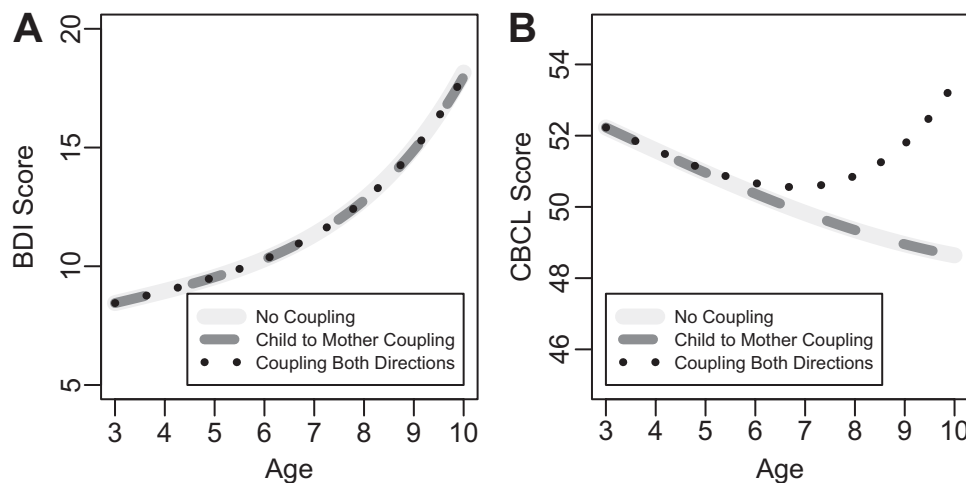 A
BDI Score
20
15
10
5
No Coupling
Child to Mother Coupling
Coupling Both Directions
3 4 5 6 7 8 9 10
Age
B
CBCL Score
54
52
50
48
46
No Coupling
Child to Mother Coupling
Coupling Both Directions
3 4 5 6 7 8 9 10
Age